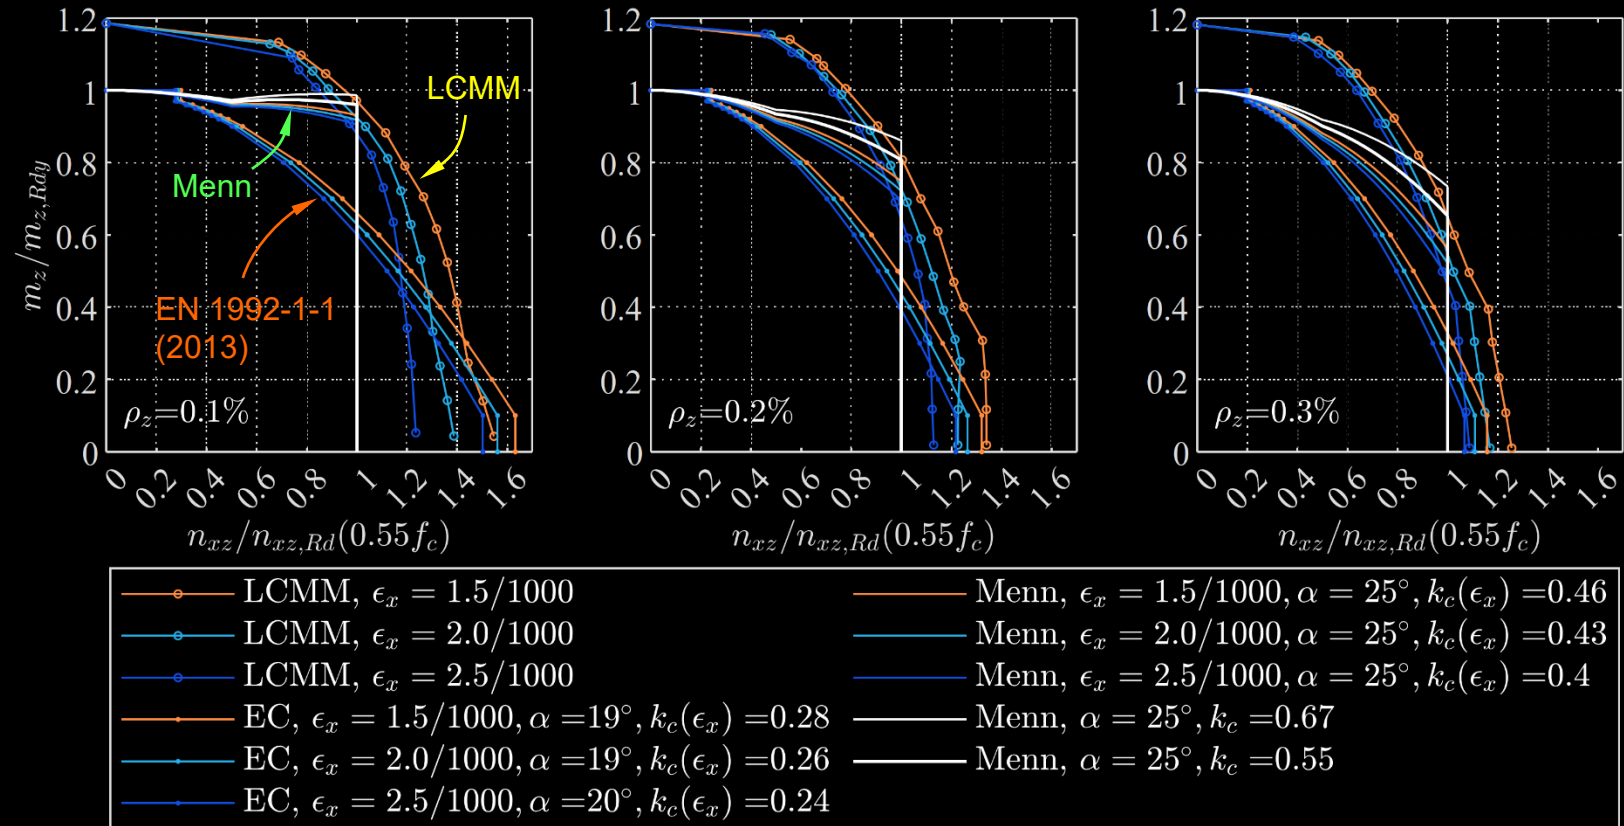 1.2
1
0.8
0.6
0.4
0.2
0
m_z/m_{z,Rdy}
LCMM
Menn
EN 1992-1-1
(2013)
ρ_z=0.1%
0 0.2 0.4 0.6 0.8 1 1.2 1.4 1.6
n_{xz}/n_{xz,Rd}(0.55f_c)
1.2
1
0.8
0.6
0.4
0.2
0
ρ_z=0.2%
0 0.2 0.4 0.6 0.8 1 1.2 1.4 1.6
n_{xz}/n_{xz,Rd}(0.55f_c)
1.2
1
0.8
0.6
0.4
0.2
0
ρ_z=0.3%
0 0.2 0.4 0.6 0.8 1 1.2 1.4 1.6
n_{xz}/n_{xz,Rd}(0.55f_c)
LCMM, ϵ_x = 1.5/1000
LCMM, ϵ_x = 2.0/1000
LCMM, ϵ_x = 2.5/1000
EC, ϵ_x = 1.5/1000, α =19°, k_c(ϵ_x) =0.28
EC, ϵ_x = 2.0/1000, α =19°, k_c(ϵ_x) =0.26
EC, ϵ_x = 2.5/1000, α =20°, k_c(ϵ_x) =0.24
Menn, ϵ_x = 1.5/1000, α = 25°, k_c(ϵ_x) =0.46
Menn, ϵ_x = 2.0/1000, α = 25°, k_c(ϵ_x) =0.43
Menn, ϵ_x = 2.5/1000, α = 25°, k_c(ϵ_x) =0.4
Menn, α = 25°, k_c =0.67
Menn, α = 25°, k_c =0.55